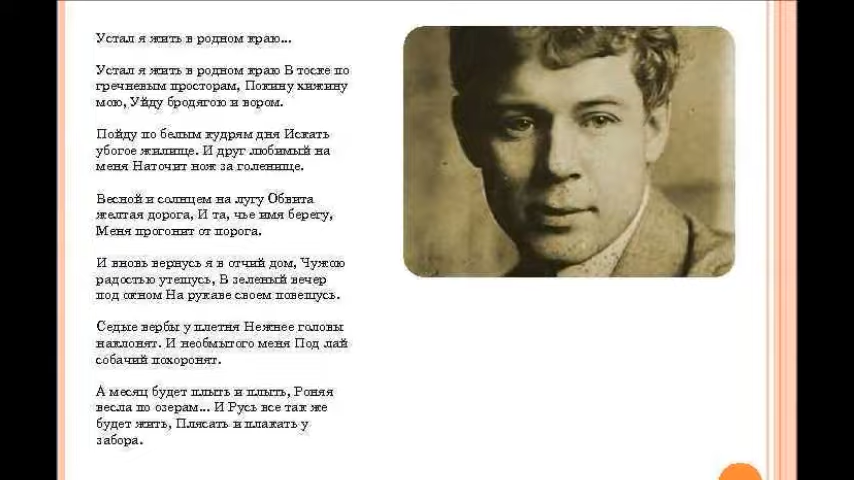 Устал я жить в родном краю...
Устал я жить в родном краю В тоске по
гречневым просторам, Покину хижину
мою, Уйду бродягою и вором.
Пойду по белым кудрям дня Искать
убогое жилище. И друг любимый на
меня Наточит нож за голенище.
Весной и солнцем на лугу Обвита
желтая дорога, И та, чье имя берегу,
Меня прогонит от порога.
И вновь вернусь я в отчий дом, Чужою
радостью утешусь, В зеленый вечер
под окном На рукаве своем повешусь.
Седые вербы у плетня Нежнее головы
наклонят. И необмытого меня Под лай
собачий похоронят.
А месяц будет плыть и плыть, Роняя
весла по озерам... И Русь все так же
будет жить, Плясать и плакать у
забора.